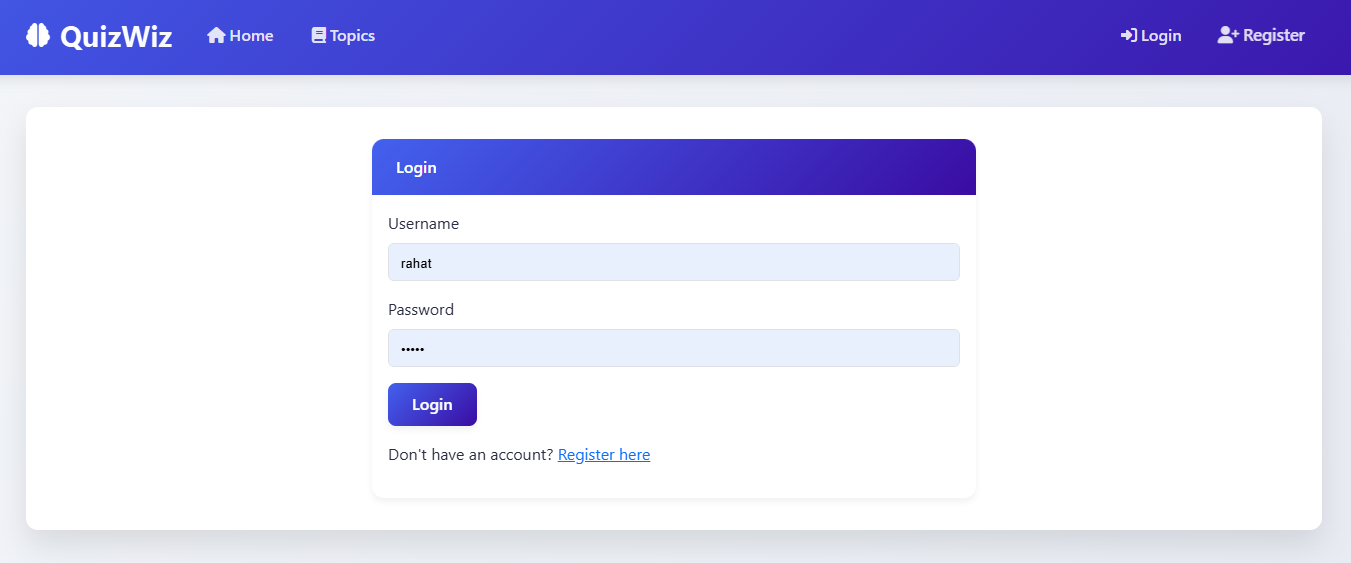 QuizWiz Home Topics Login Register
Login
Username
rahat
Password
•••••
Login
Don't have an account? Register here